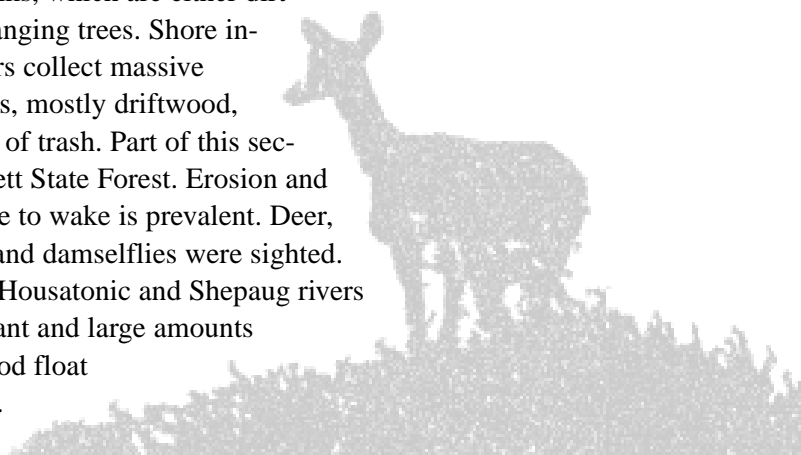 which are either dirt
anging trees. Shore in-
rs collect massive
s, mostly driftwood,
of trash. Part of this sec-
ett State Forest. Erosion and
e to wake is prevalent. Deer,
and damselflies were sighted.
Housatonic and Shepaug rivers
ant and large amounts
od float
.